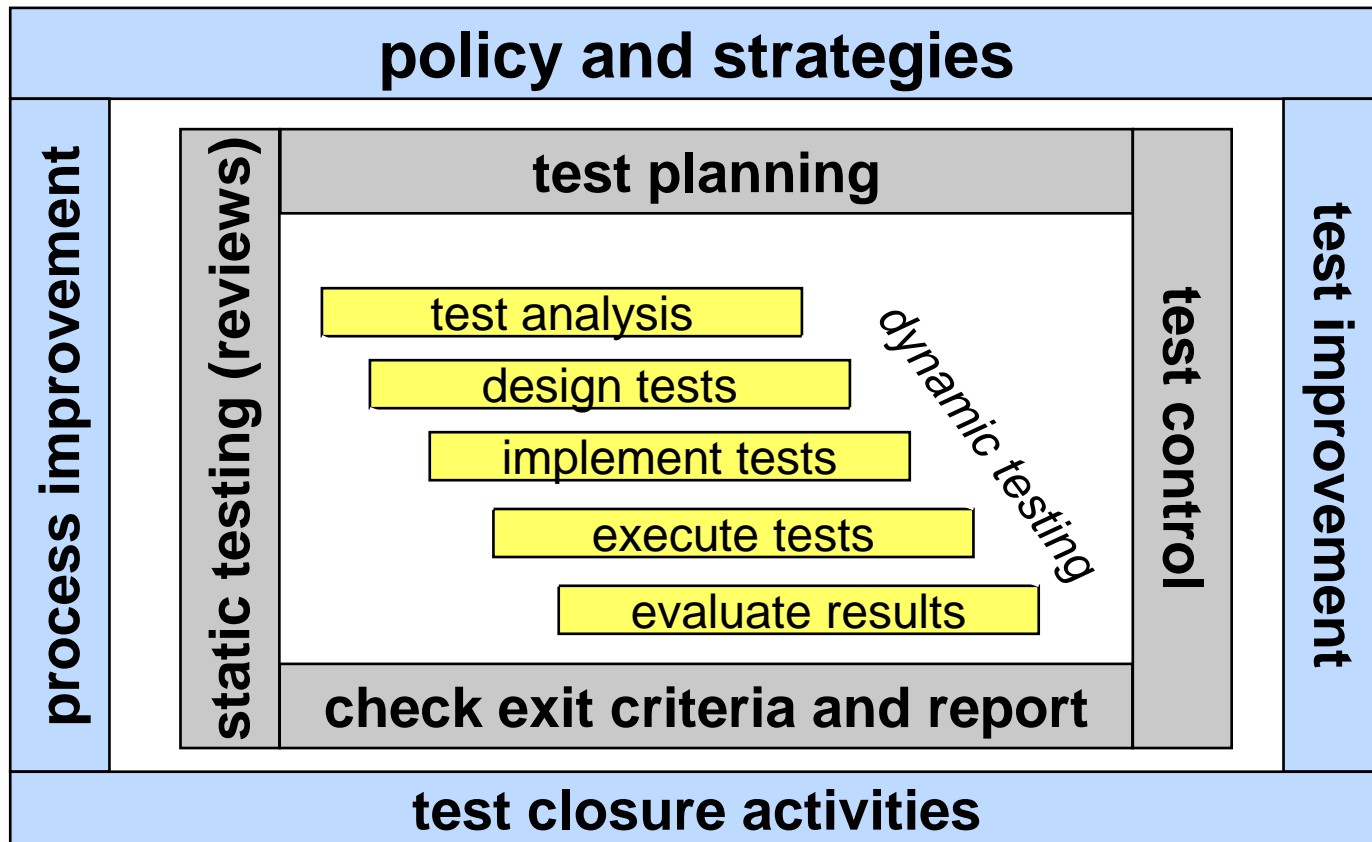 policy and strategies
process improvement
static testing (reviews)
test planning
test analysis
design tests
implement tests
execute tests
evaluate results
dynamic testing
check exit criteria and report
test control
test improvement
test closure activities